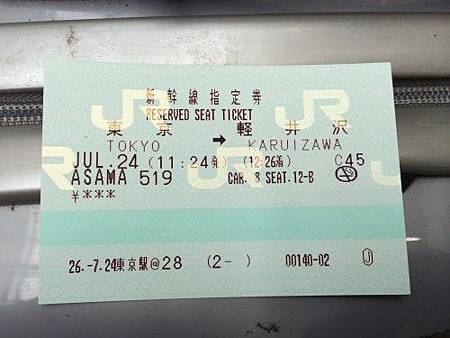 新幹線指定券
RESERVED SEAT TICKET
東京 → 軽井沢
TOKYO KARUIZAWA
JUL.24 (11:24発) (12:26着) C45
ASAMA 519 CAR. 8 SEAT.12-B
¥***
26.-7.24東京駅@28 (2- ) 00140-02 J